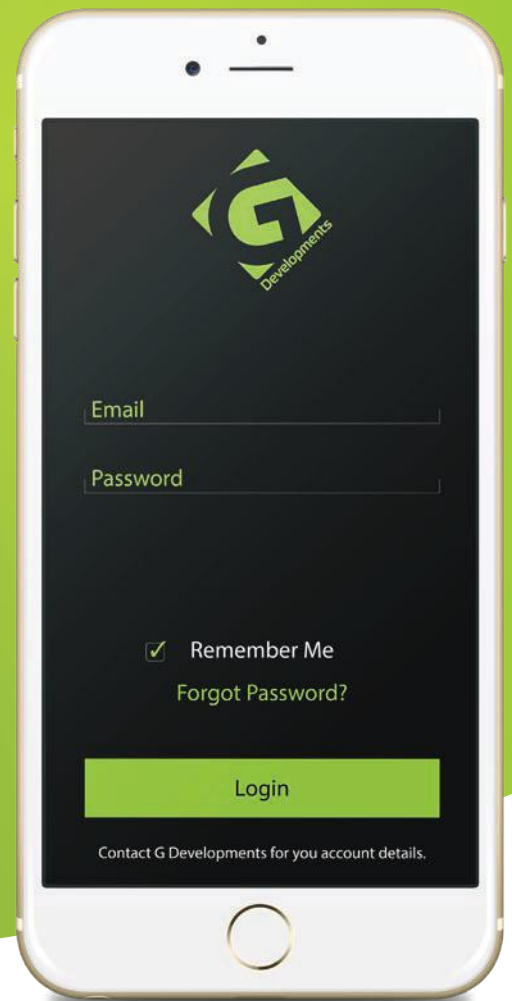 G
Developments
Email
Password
Remember Me
Forgot Password?
Login
Contact G Developments for you account details.